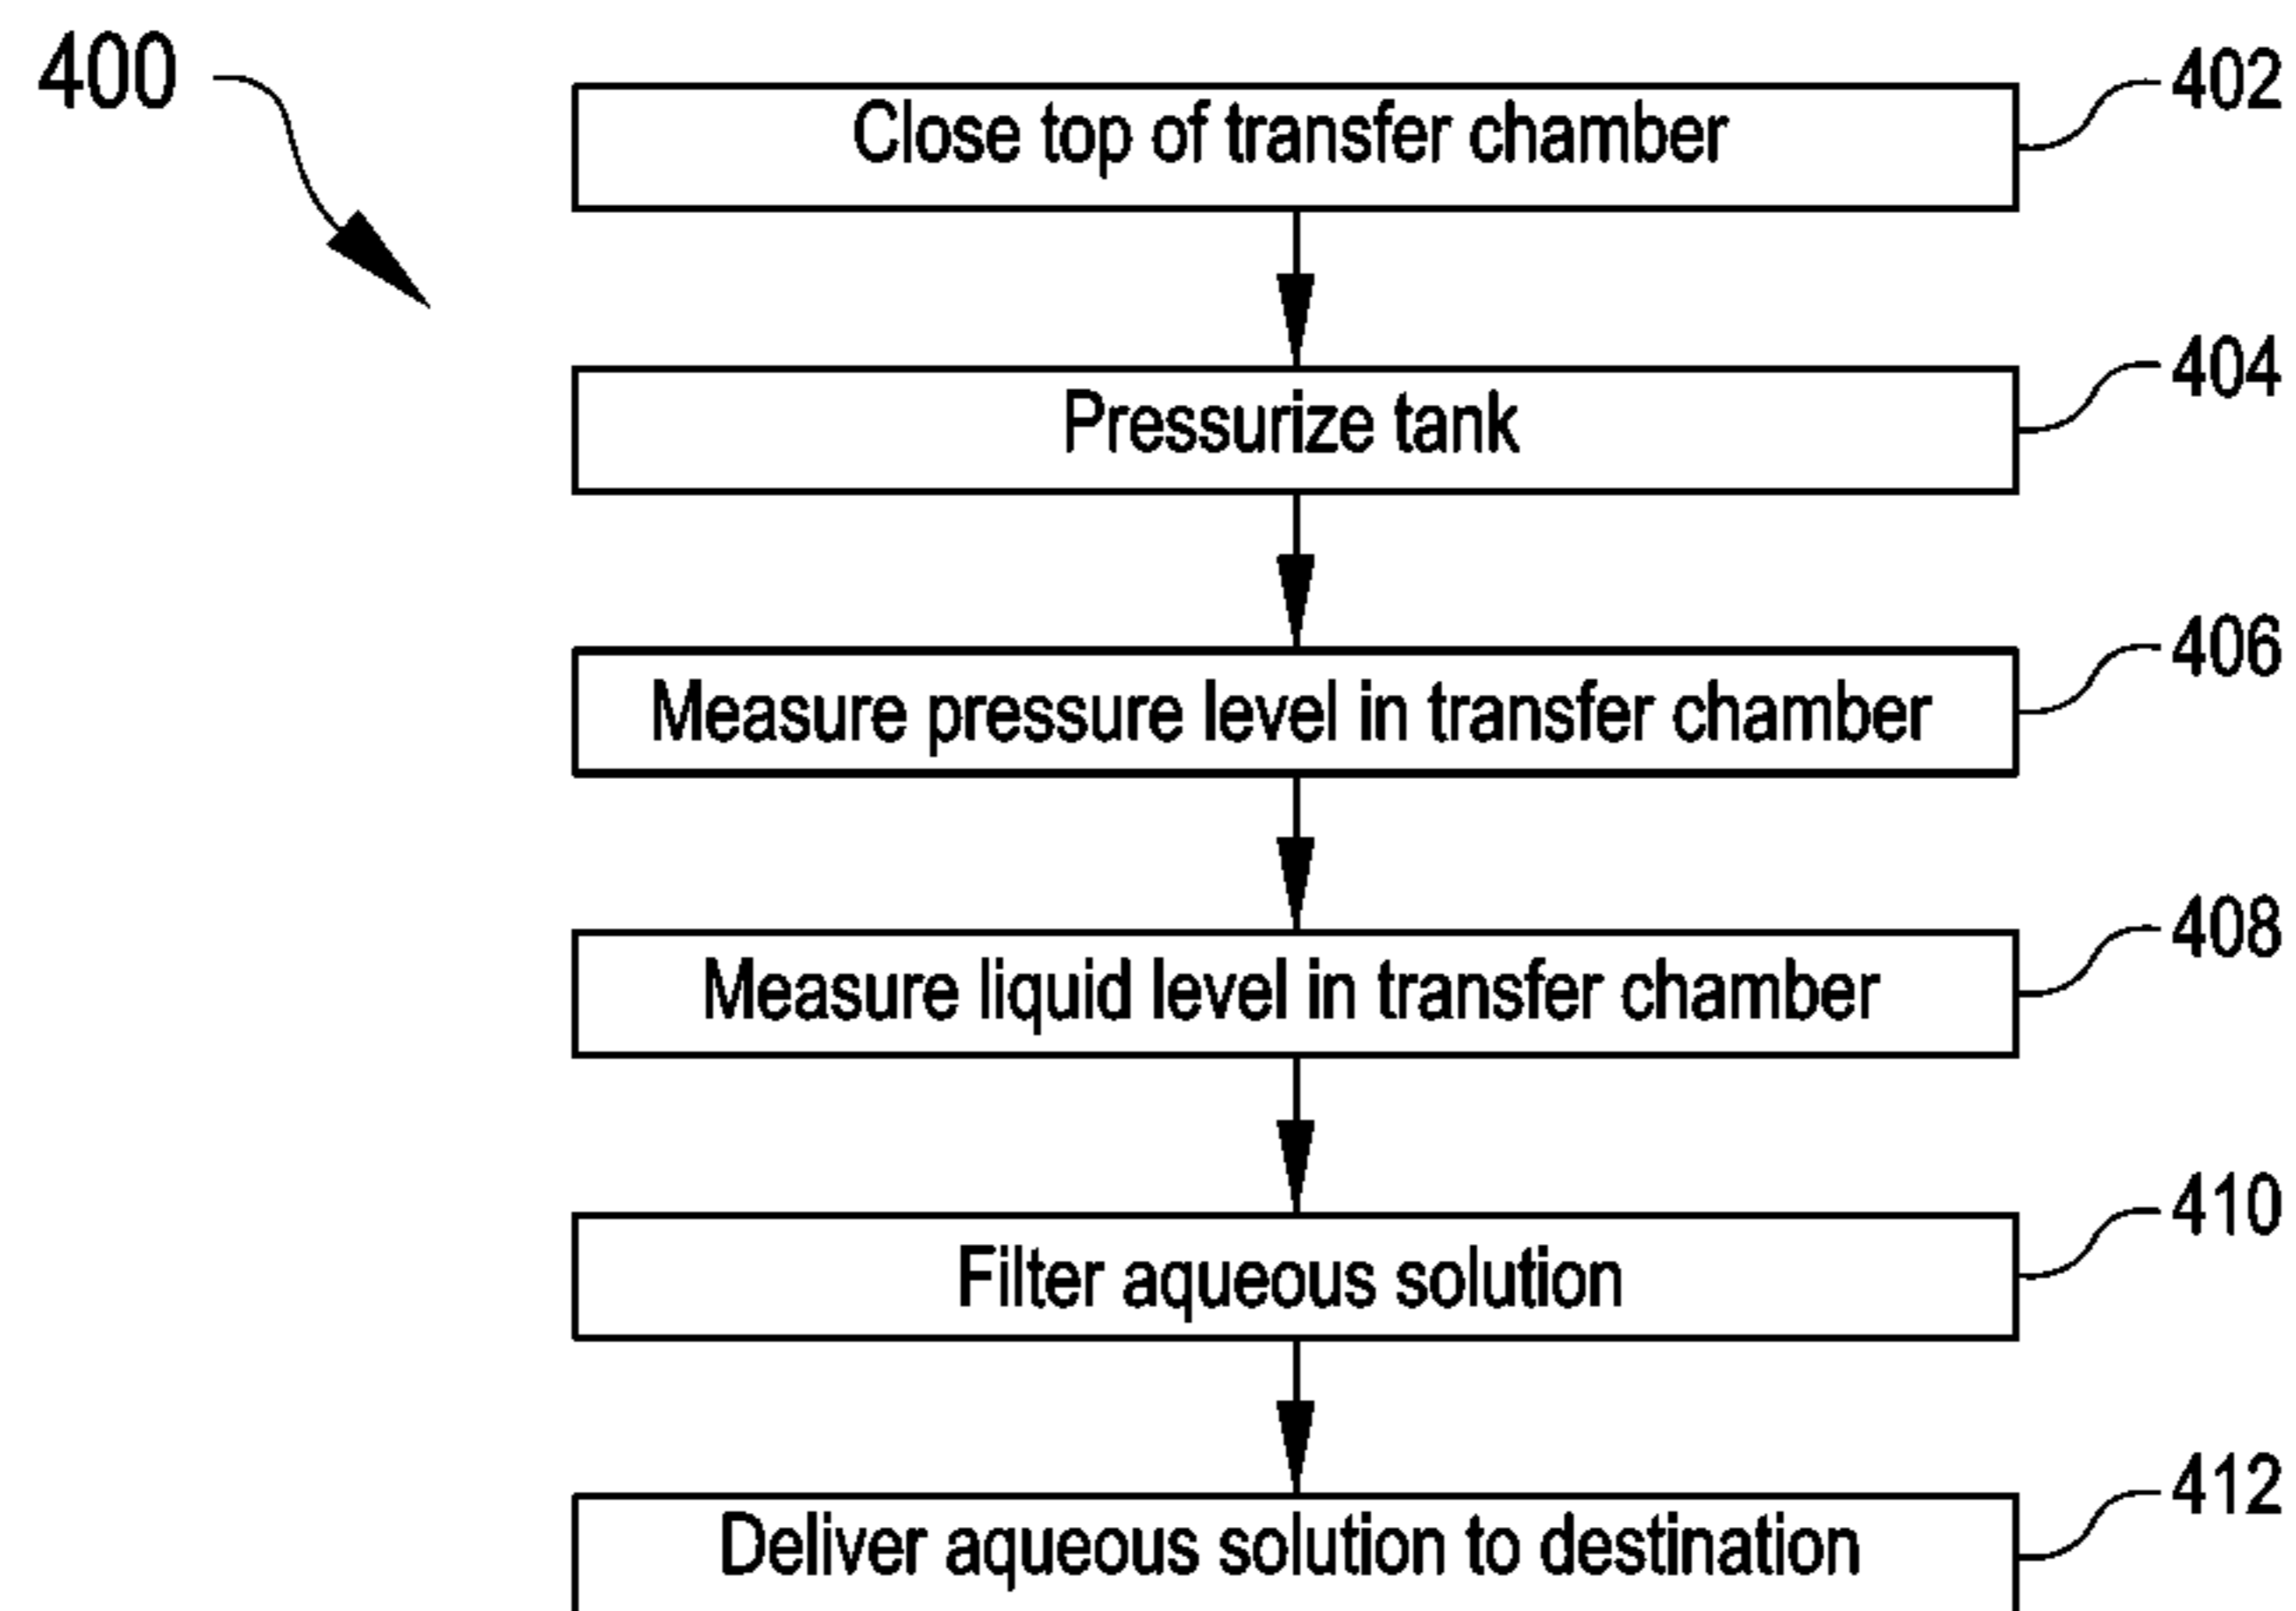 400
Close top of transfer chamber
402
Pressurize tank
404
Measure pressure level in transfer chamber
406
Measure liquid level in transfer chamber
408
Filter aqueous solution
410
Deliver aqueous solution to destination
412